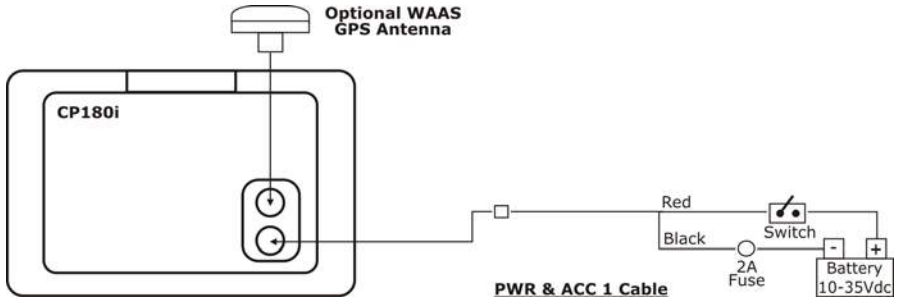 Optional WAAS
GPS Antenna
CP180i
Red
Switch
Black
2A
Fuse
- +
Battery
10-35Vdc
PWR & ACC 1 Cable